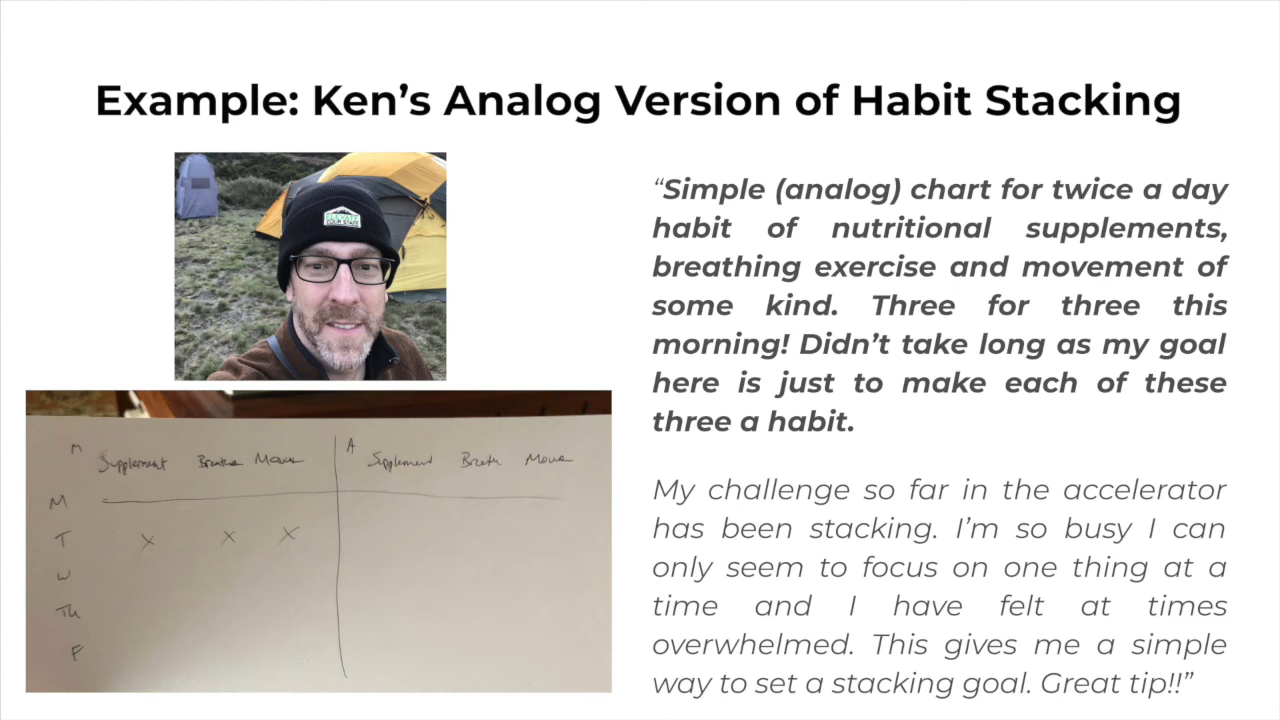 Example: Ken’s Analog Version of Habit Stacking
ELEVATE
YOUR STATE
“Simple (analog) chart for twice a day
habit of nutritional supplements,
breathing exercise and movement of
some kind. Three for three this
morning! Didn’t take long as my goal
here is just to make each of these
three a habit.
My challenge so far in the accelerator
has been stacking. I’m so busy I can
only seem to focus on one thing at a
time and I have felt at times
overwhelmed. This gives me a simple
way to set a stacking goal. Great tip!!”
M Supplement Breathe Move A Supplement Breath Move
M
T X X X
W
Th
F